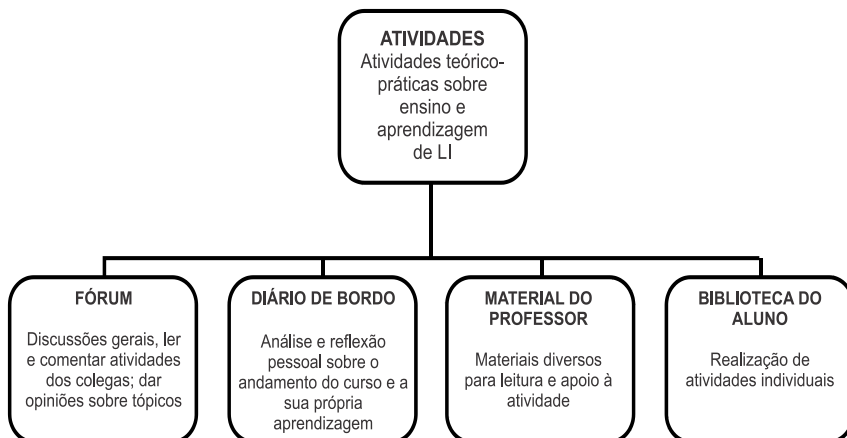 ATIVIDADES
Atividades teórico-
práticas sobre
ensino e
aprendizagem
de LI
FÓRUM
Discussões gerais, ler
e comentar atividades
dos colegas; dar
opiniões sobre tópicos
DIÁRIO DE BORDO
Análise e reflexão
pessoal sobre o
andamento do curso e a
sua própria
aprendizagem
MATERIAL DO
PROFESSOR
Materiais diversos
para leitura e apoio à
atividade
BIBLIOTECA DO
ALUNO
Realização de
atividades individuais